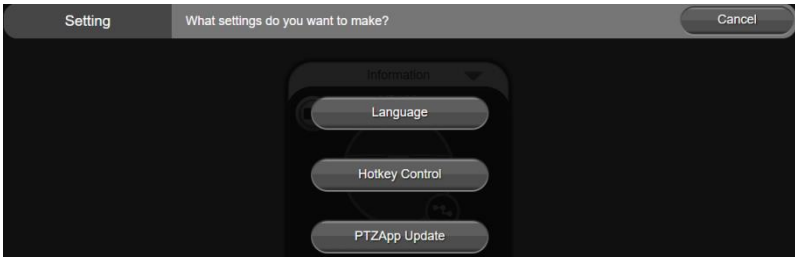 Setting
What settings do you want to make?
Cancel
Information
Language
Hotkey Control
PTZApp Update